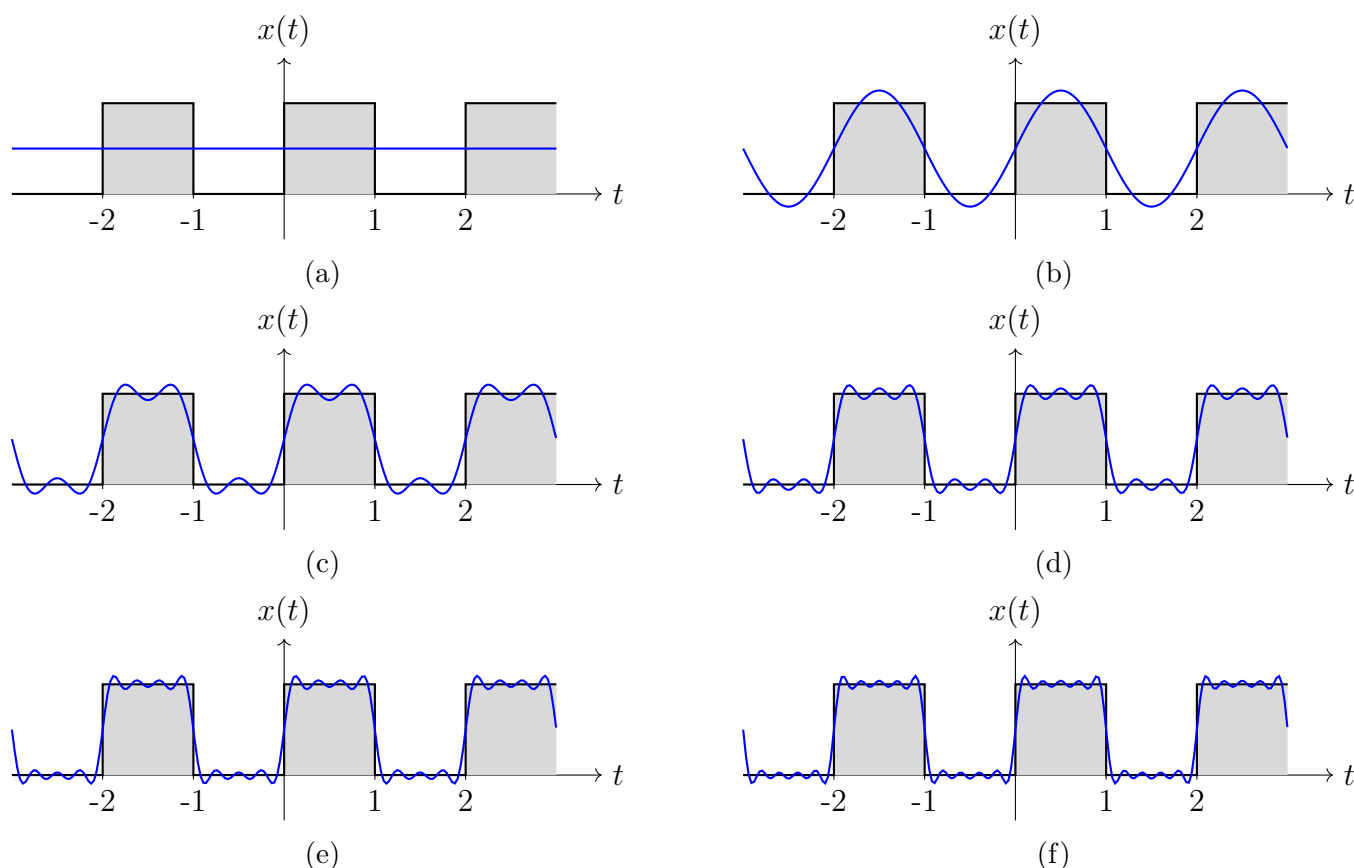 x(t) x(t)
t t
-2 -1 1 2 -2 -1 1 2
(a) (b)
x(t) x(t)
t t
-2 -1 1 2 -2 -1 1 2
(c) (d)
x(t) x(t)
t t
-2 -1 1 2 -2 -1 1 2
(e) (f)